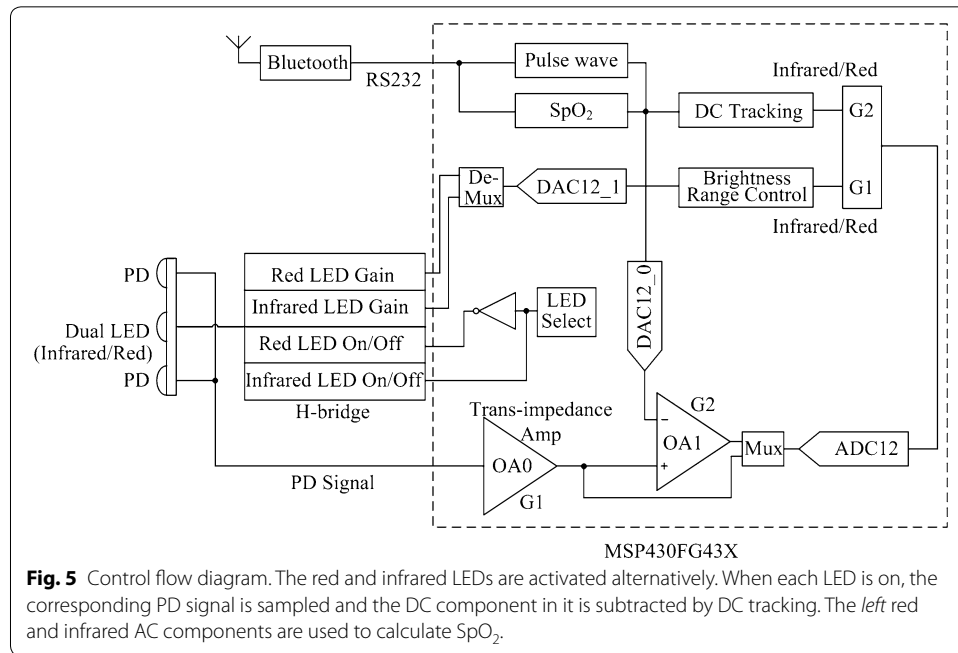 Bluetooth
RS232
Pulse wave
SpO2
Infrared/Red
DC Tracking
G2
De-
Mux
DAC12_1
Brightness
Range Control
G1
Infrared/Red
PD
Red LED Gain
Infrared LED Gain
DAC12_0
LED
Select
Dual LED
(Infrared/Red)
Red LED On/Off
PD
Infrared LED On/Off
H-bridge
Trans-impedance
Amp
G2
−
OA1
+
Mux
ADC12
OA0
G1
PD Signal
MSP430FG43X
Fig. 5 Control flow diagram. The red and infrared LEDs are activated alternatively. When each LED is on, the
corresponding PD signal is sampled and the DC component in it is subtracted by DC tracking. The left red
and infrared AC components are used to calculate SpO2.